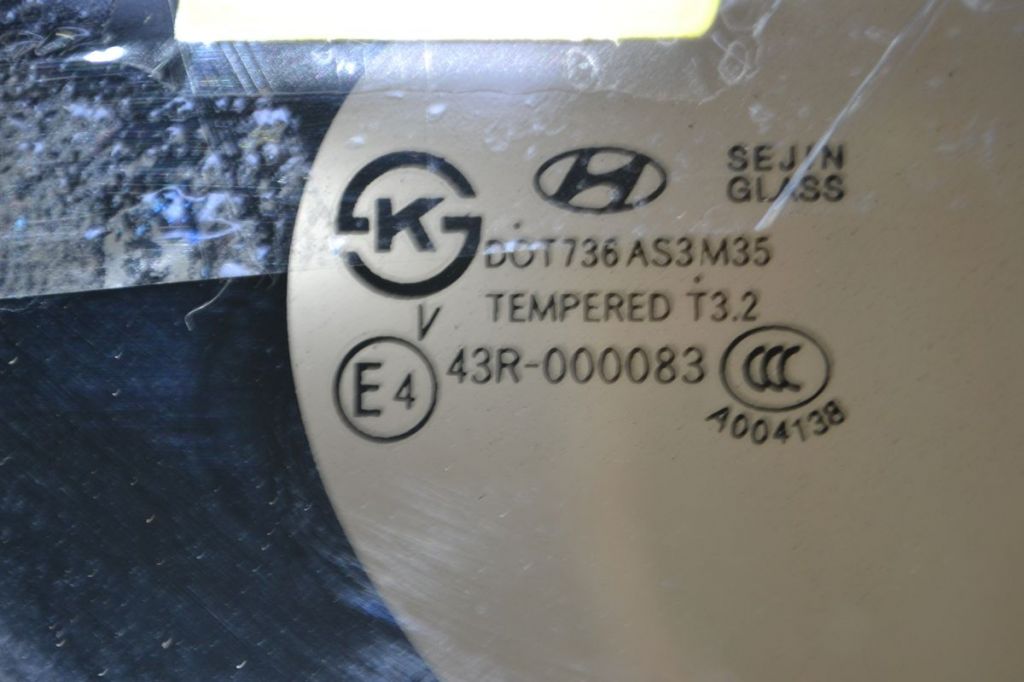 K
SEJIN
GLASS
DOT736 AS3 M35
TEMPERED T3.2
V
E4
43R-000083
CCC
A004138